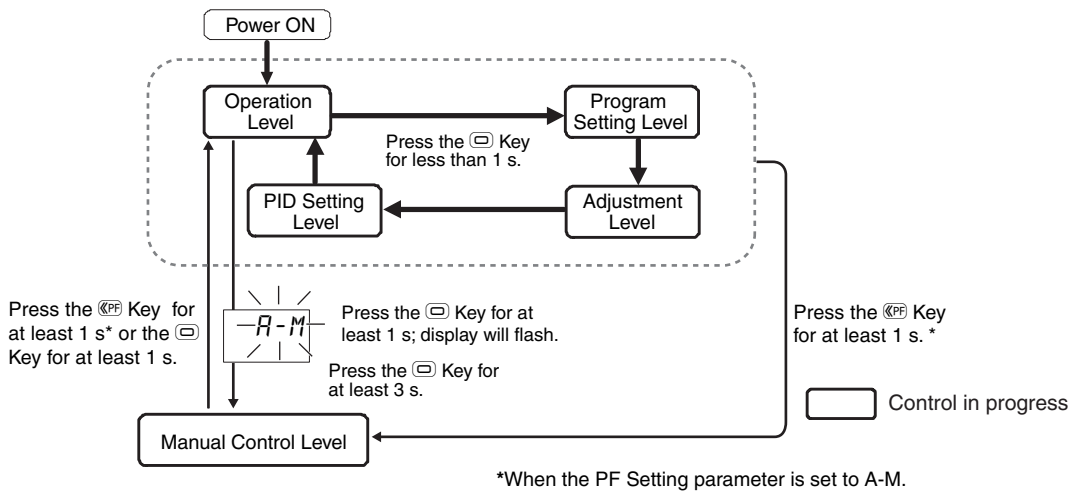 Power ON
Operation
Level
Program
Setting Level
Press the Key
for less than 1 s.
PID Setting
Level
Adjustment
Level
Press the PF Key for
at least 1 s* or the
Key for at least 1 s.
A-M
Press the Key for at
least 1 s; display will flash.
Press the Key for
at least 3 s.
Press the PF Key
for at least 1 s. *
Manual Control Level
Control in progress
*When the PF Setting parameter is set to A-M.